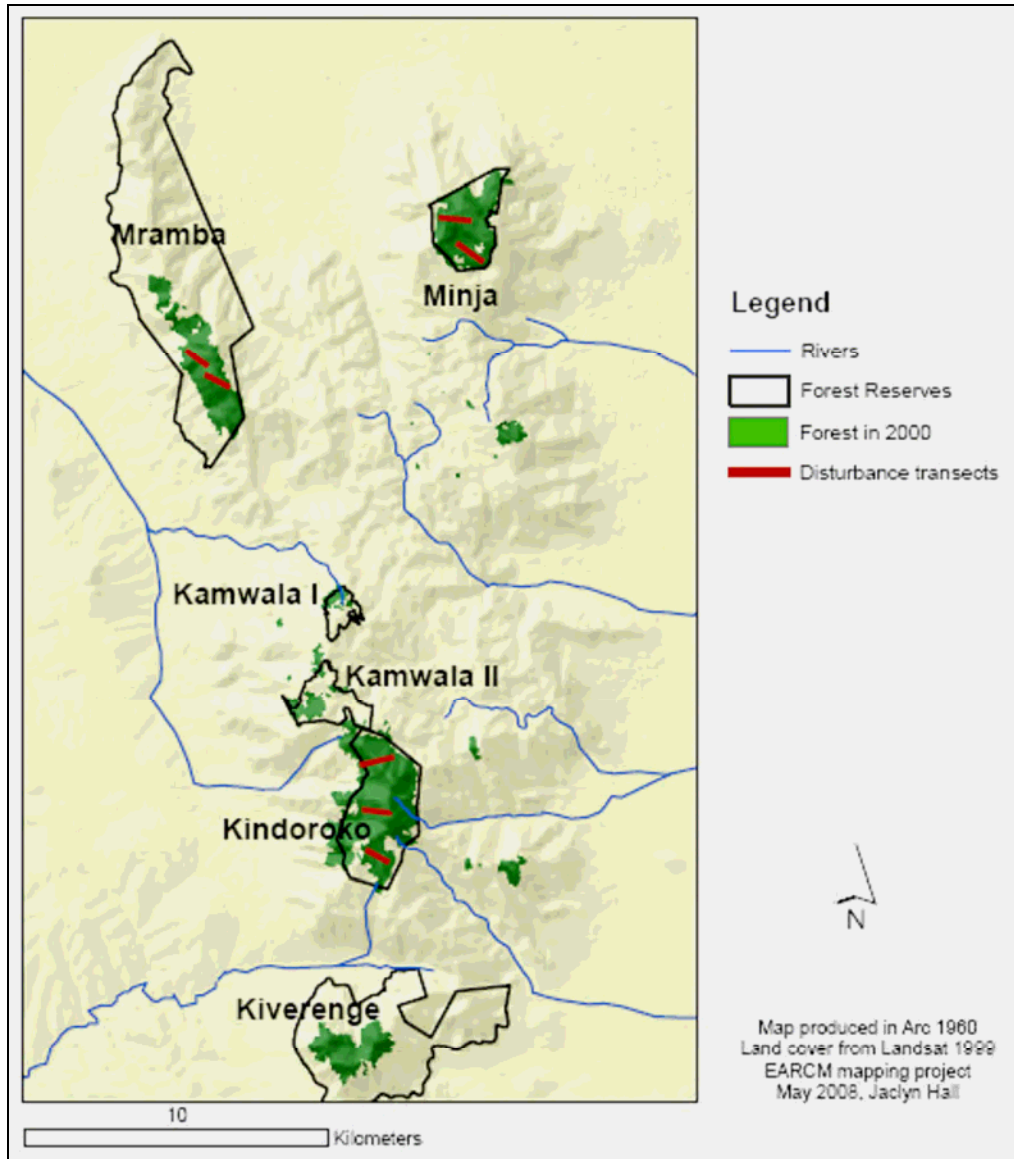 Mramba
Minja
Kamwala I
Kamwala II
Kindoroko
Kiverenge
Legend
Rivers
Forest Reserves
Forest in 2000
Disturbance transects
N
Map produced in Arc 1960
Land cover from Landsat 1999
EARCM mapping project
May 2008, Jaclyn Hall
10
Kilometers